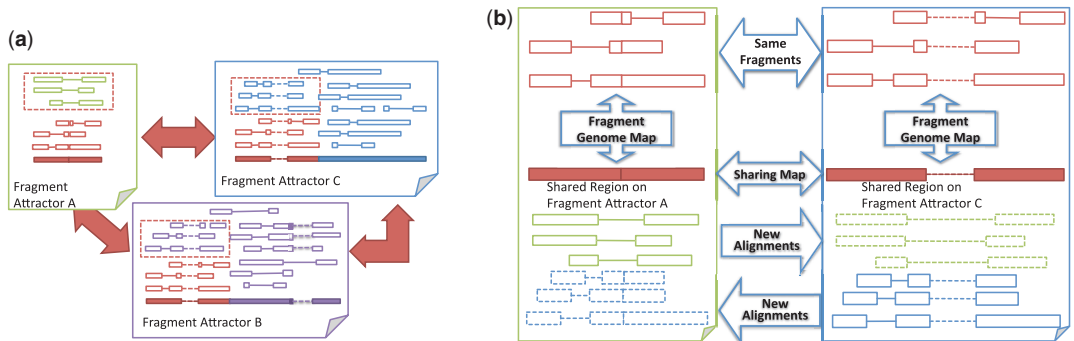 (a)
Fragment
Attractor A
Fragment Attractor C
Fragment Attractor B
(b)
Same
Fragments
Fragment
Genome Map
Fragment
Genome Map
Sharing Map
Shared Region on
Fragment Attractor A
Shared Region on
Fragment Attractor C
New
Alignments
New
Alignments